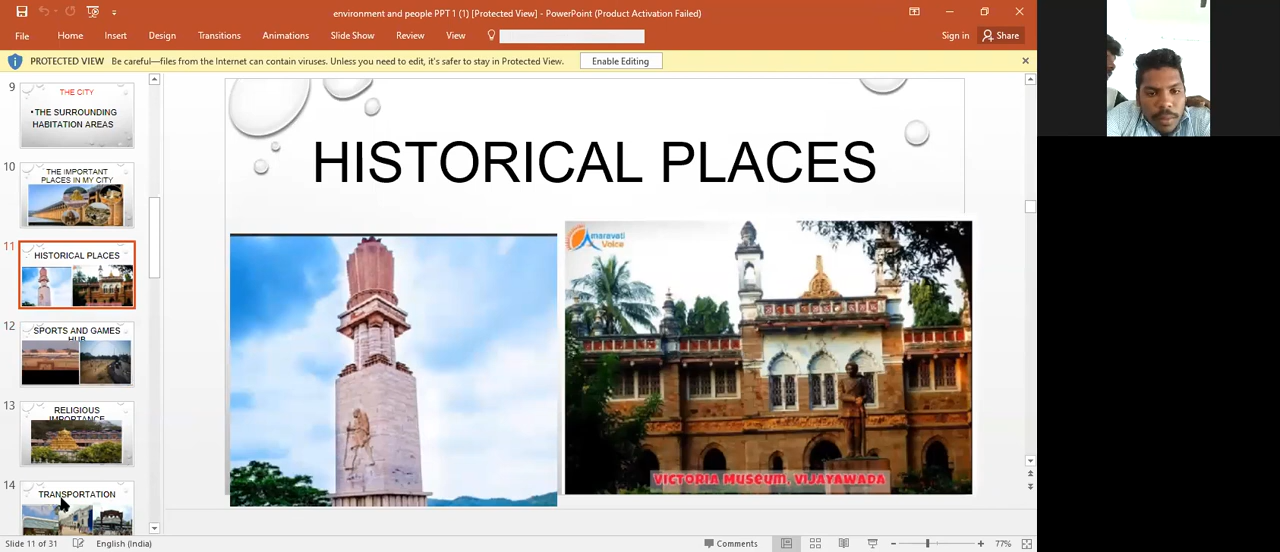 environment and people PPT 1 (1) [Protected View] - PowerPoint (Product Activation Failed)
File Home Insert Design Transitions Animations Slide Show Review View Sign in Share
PROTECTED VIEW Be careful—files from the Internet can contain viruses. Unless you need to edit, it's safer to stay in Protected View. Enable Editing
9
THE CITY
•THE SURROUNDING
HABITATION AREAS
10
THE IMPORTANT
PLACES IN MY CITY
11
HISTORICAL PLACES
12
SPORTS AND GAMES
HUB
13
RELIGIOUS
IMPORTANCE
14
TRANSPORTATION
HISTORICAL PLACES
amaravati
Voice
VICTORIA MUSEUM, VIJAYAWADA
Slide 11 of 31 English (India) Comments 77%